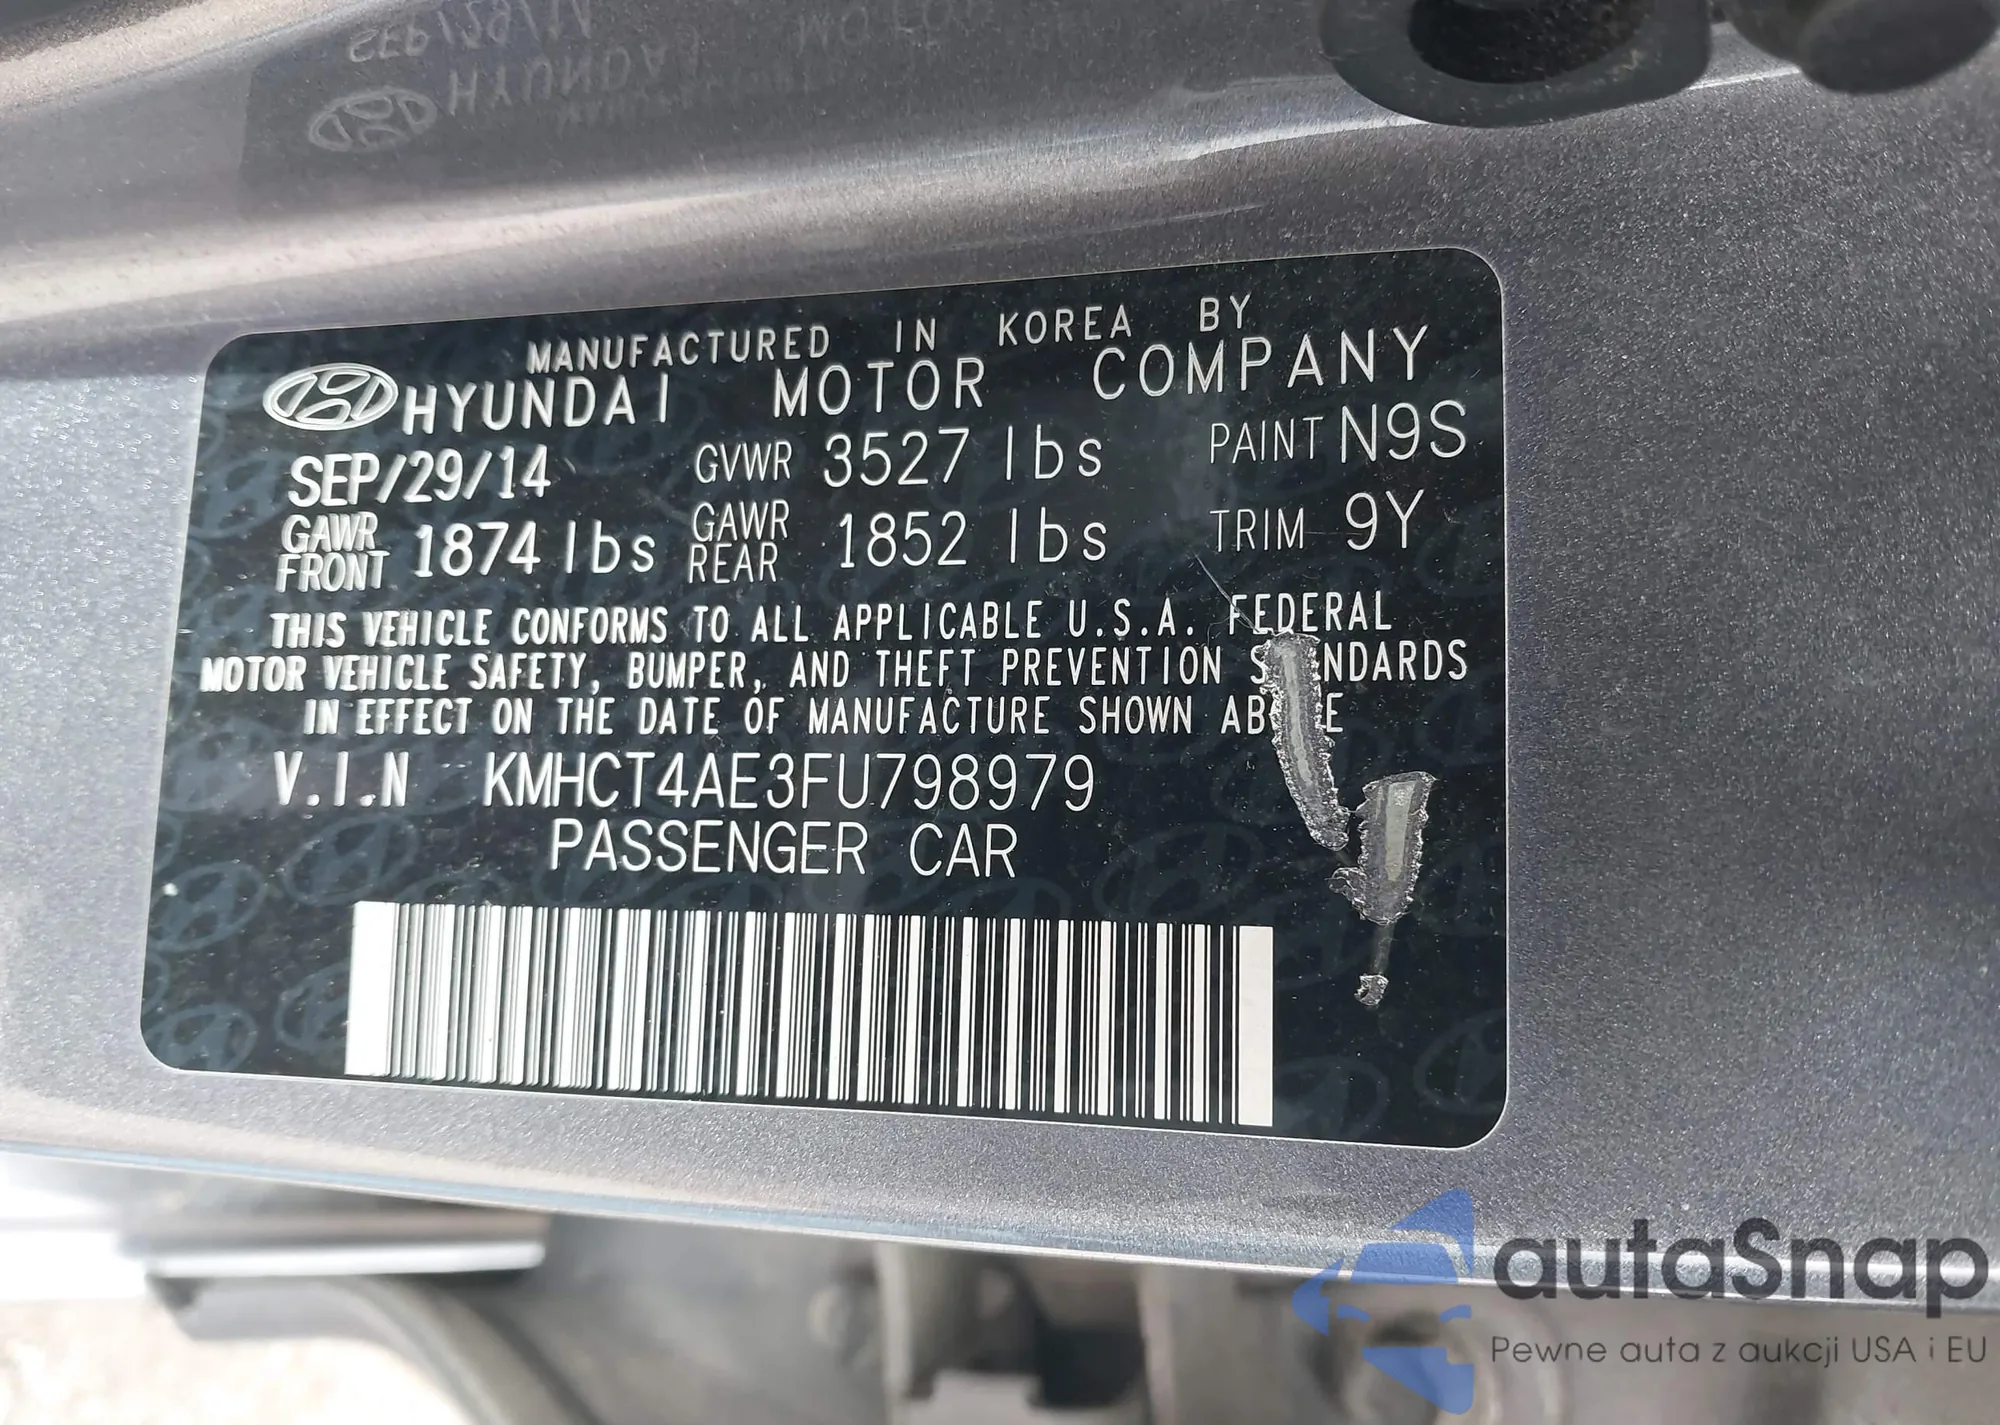 MANUFACTURED IN KOREA BY
HYUNDAI MOTOR COMPANY
SEP/29/14 GVWR 3527 lbs PAINT N9S
GAWR FRONT 1874 lbs GAWR REAR 1852 lbs TRIM 9Y
THIS VEHICLE CONFORMS TO ALL APPLICABLE U.S.A. FEDERAL
MOTOR VEHICLE SAFETY, BUMPER, AND THEFT PREVENTION S NDARDS
IN EFFECT ON THE DATE OF MANUFACTURE SHOWN AB E
V.I.N KMHCT4AE3FU798979
PASSENGER CAR
autaSnap
Pewne auta z aukcji USA i EU